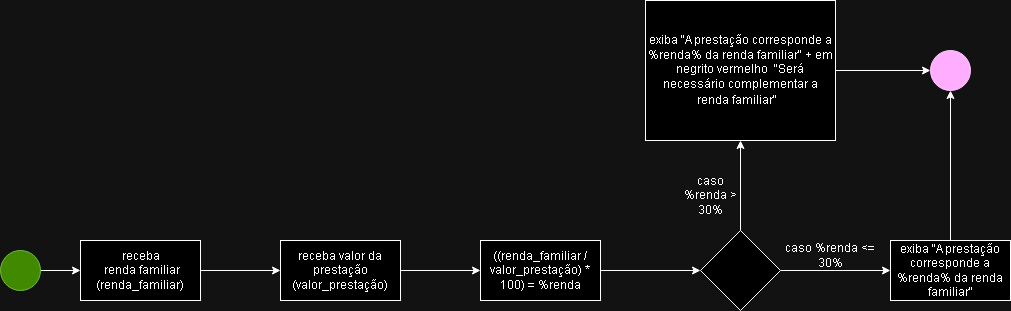 exiba "A prestação corresponde a
%renda% da renda familiar" + em
negrito vermelho "Será
necessário complementar a
renda familiar"
caso
%renda >
30%
receba
renda familiar
(renda_familiar)
receba valor da
prestação
(valor_prestação)
((renda_familiar /
valor_prestação) *
100) = %renda
caso %renda <=
30%
exiba "A prestação
corresponde a
%renda% da renda
familiar"